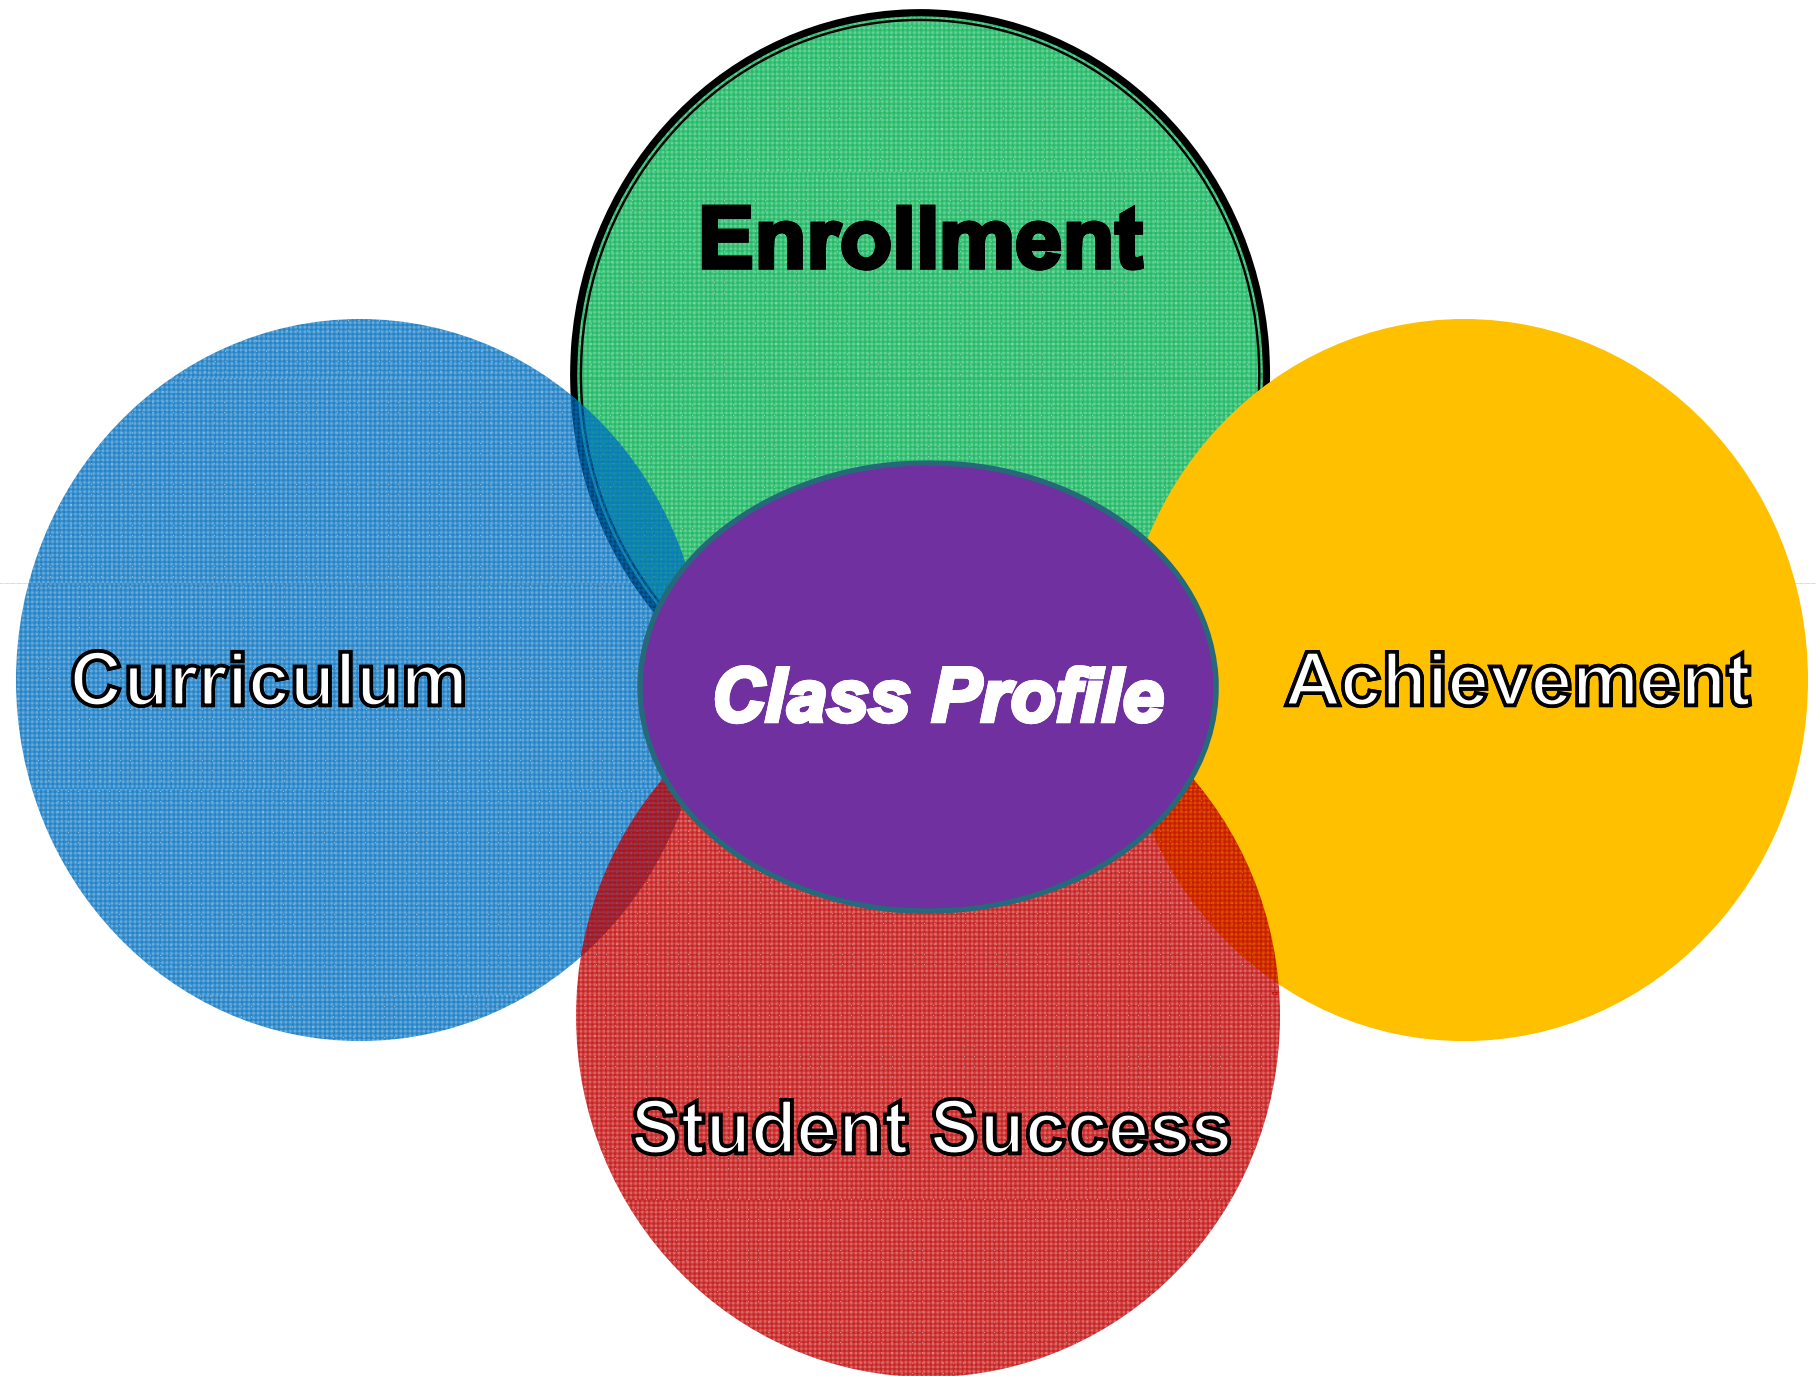 Enrollment
Curriculum
Class Profile
Achievement
Student Success